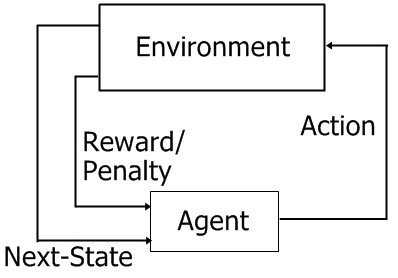 Environment
Reward/
Penalty
Action
Agent
Next-State